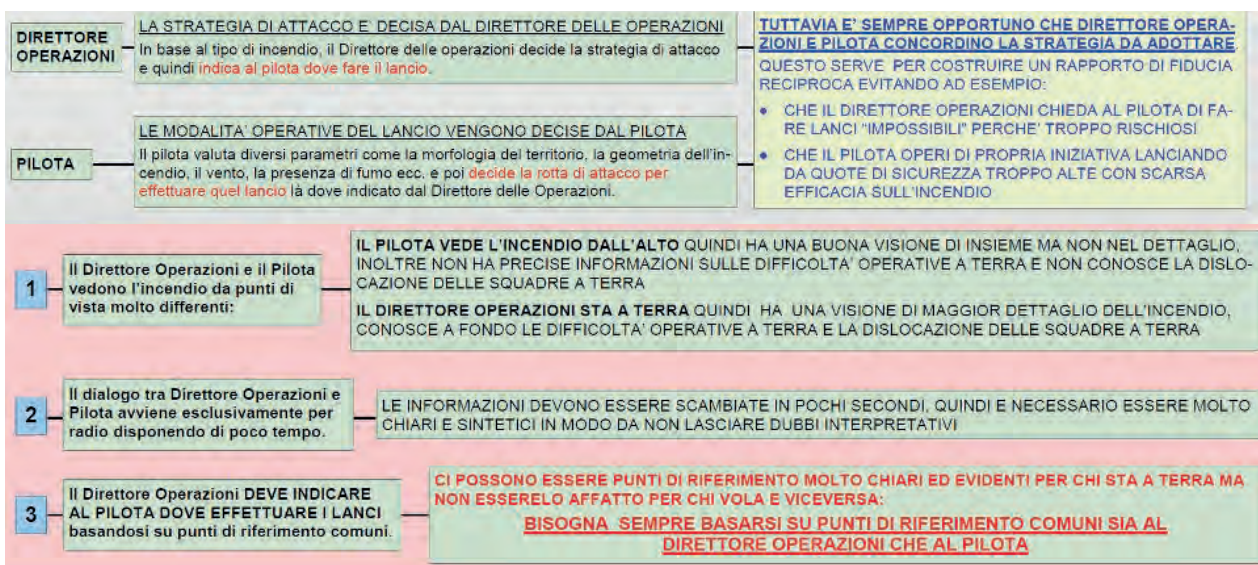 DIRETTORE
OPERAZIONI
LA STRATEGIA DI ATTACCO E' DECISA DAL DIRETTORE DELLE OPERAZIONI
In base al tipo di incendio, il Direttore delle operazioni decide la strategia di attacco
e quindi indica al pilota dove fare il lancio.
PILOTA
LE MODALITA' OPERATIVE DEL LANCIO VENGONO DECISE DAL PILOTA
Il pilota valuta diversi parametri come la morfologia del territorio, la geometria dell'in-
cendio, il vento, la presenza di fumo ecc. e poi decide la rotta di attacco per
effettuare quel lancio là dove indicato dal Direttore delle Operazioni.
TUTTAVIA E' SEMPRE OPPORTUNO CHE DIRETTORE OPERA-
ZIONI E PILOTA CONCORDINO LA STRATEGIA DA ADOTTARE.
QUESTO SERVE PER COSTRUIRE UN RAPPORTO DI FIDUCIA
RECIPROCA EVITANDO AD ESEMPIO:
• CHE IL DIRETTORE OPERAZIONI CHIEDA AL PILOTA DI FA-
RE LANCI "IMPOSSIBILI" PERCHE' TROPPO RISCHIOSI
• CHE IL PILOTA OPERI DI PROPRIA INIZIATIVA LANCIANDO
DA QUOTE DI SICUREZZA TROPPO ALTE CON SCARSA
EFFICACIA SULL'INCENDIO
1
Il Direttore Operazioni e il Pilota
vedono l'incendio da punti di
vista molto differenti:
IL PILOTA VEDE L'INCENDIO DALL'ALTO QUINDI HA UNA BUONA VISIONE DI INSIEME MA NON NEL DETTAGLIO,
INOLTRE NON HA PRECISE INFORMAZIONI SULLE DIFFICOLTA' OPERATIVE A TERRA E NON CONOSCE LA DISLO-
CAZIONE DELLE SQUADRE A TERRA
IL DIRETTORE OPERAZIONI STA A TERRA QUINDI HA UNA VISIONE DI MAGGIOR DETTAGLIO DELL'INCENDIO,
CONOSCE A FONDO LE DIFFICOLTA' OPERATIVE A TERRA E LA DISLOCAZIONE DELLE SQUADRE A TERRA
2
Il dialogo tra Direttore Operazioni e
Pilota avviene esclusivamente per
radio disponendo di poco tempo.
LE INFORMAZIONI DEVONO ESSERE SCAMBIATE IN POCHI SECONDI, QUINDI E NECESSARIO ESSERE MOLTO
CHIARI E SINTETICI IN MODO DA NON LASCIARE DUBBI INTERPRETATIVI
3
Il Direttore Operazioni DEVE INDICARE
AL PILOTA DOVE EFFETTUARE I LANCI
basandosi su punti di riferimento comuni.
CI POSSONO ESSERE PUNTI DI RIFERIMENTO MOLTO CHIARI ED EVIDENTI PER CHI STA A TERRA MA
NON ESSERELO AFFATTO PER CHI VOLA E VICEVERSA:
BISOGNA SEMPRE BASARSI SU PUNTI DI RIFERIMENTO COMUNI SIA AL
DIRETTORE OPERAZIONI CHE AL PILOTA